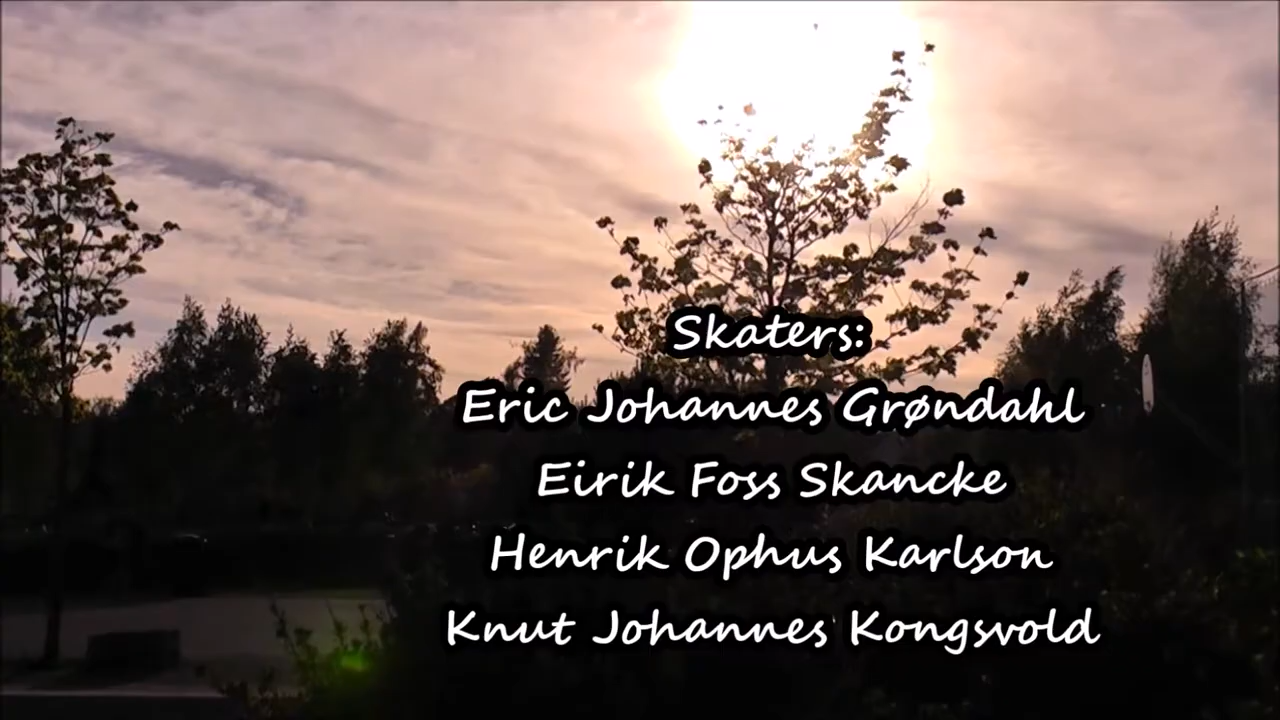 Skaters:
Eric Johannes Grøndahl
Eirik Foss Skancke
Henrik Ophus Karlson
Knut Johannes Kongsvold